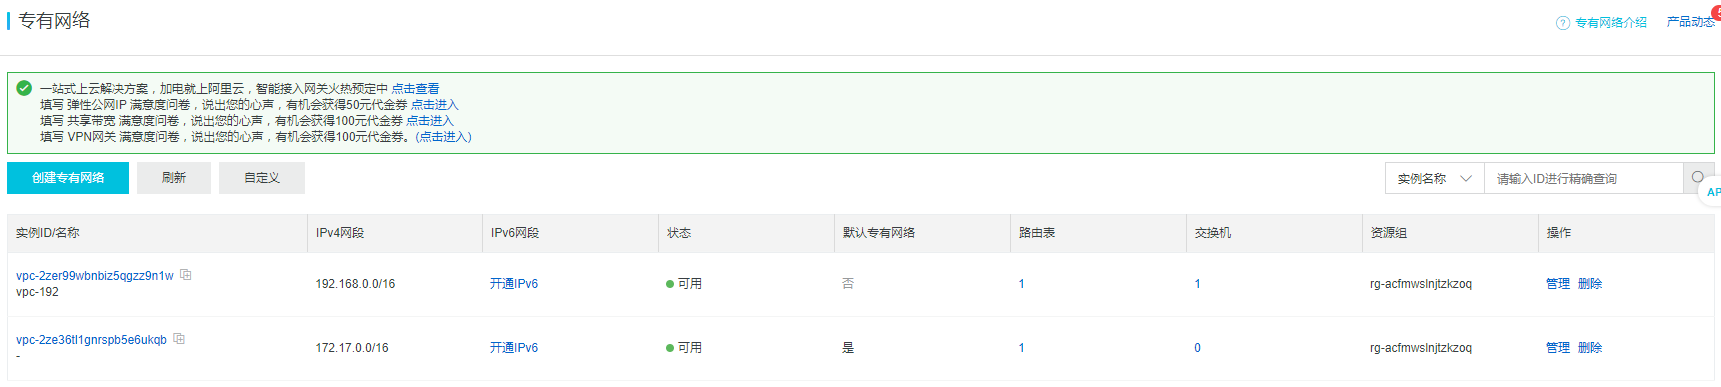 专有网络
专有网络介绍 产品动态
一站式上云解决方案，加电就上阿里云，智能接入网关火热预定中 点击查看
填写 弹性公网IP 满意度问卷，说出您的心声，有机会获得50元代金券 点击进入
填写 共享带宽 满意度问卷，说出您的心声，有机会获得100元代金券 点击进入
填写 VPN网关 满意度问卷，说出您的心声，有机会获得100元代金券。(点击进入)
创建专有网络 刷新 自定义 实例名称 请输入ID进行精确查询
实例ID/名称 IPv4网段 IPv6网段 状态 默认专有网络 路由表 交换机 资源组 操作
vpc-2zer99wbnbiz5qgzz9n1w
vpc-192 192.168.0.0/16 开通IPv6 可用 否 1 1 rg-acfmwslnjtzkzoq 管理 删除
vpc-2ze36tl1gnrspb5e6ukqb
- 172.17.0.0/16 开通IPv6 可用 是 1 0 rg-acfmwslnjtzkzoq 管理 删除